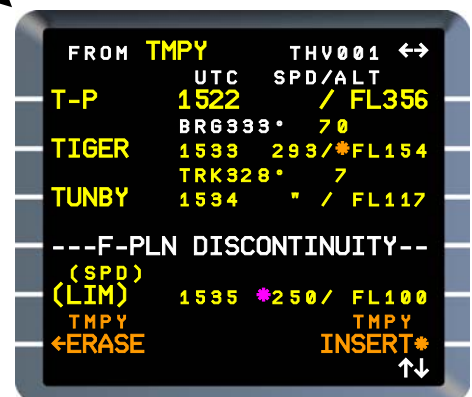 FROM TMPY THV001 ←→
UTC SPD/ALT
T-P 1522 / FL356
BRG333° 70
TIGER 1533 293/*FL154
TRK328° 7
TUNBY 1534 " / FL117
---F-PLN DISCONTINUITY--
(SPD)
(LIM) 1535 *250/ FL100
TMPY TMPY
←ERASE INSERT*
↑↓